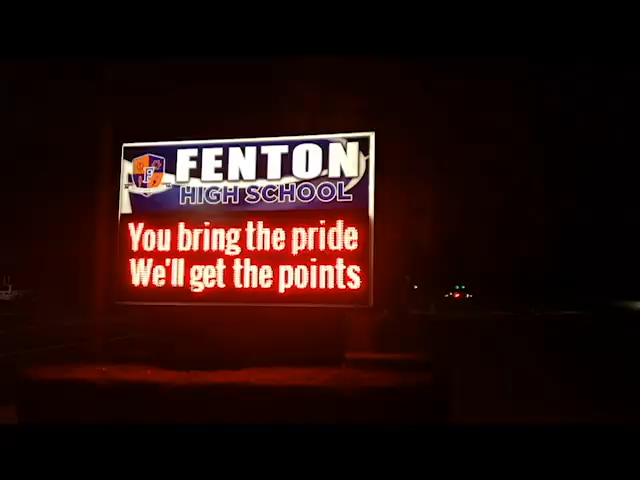 FENTON
HIGH SCHOOL
You bring the pride
We'll get the points